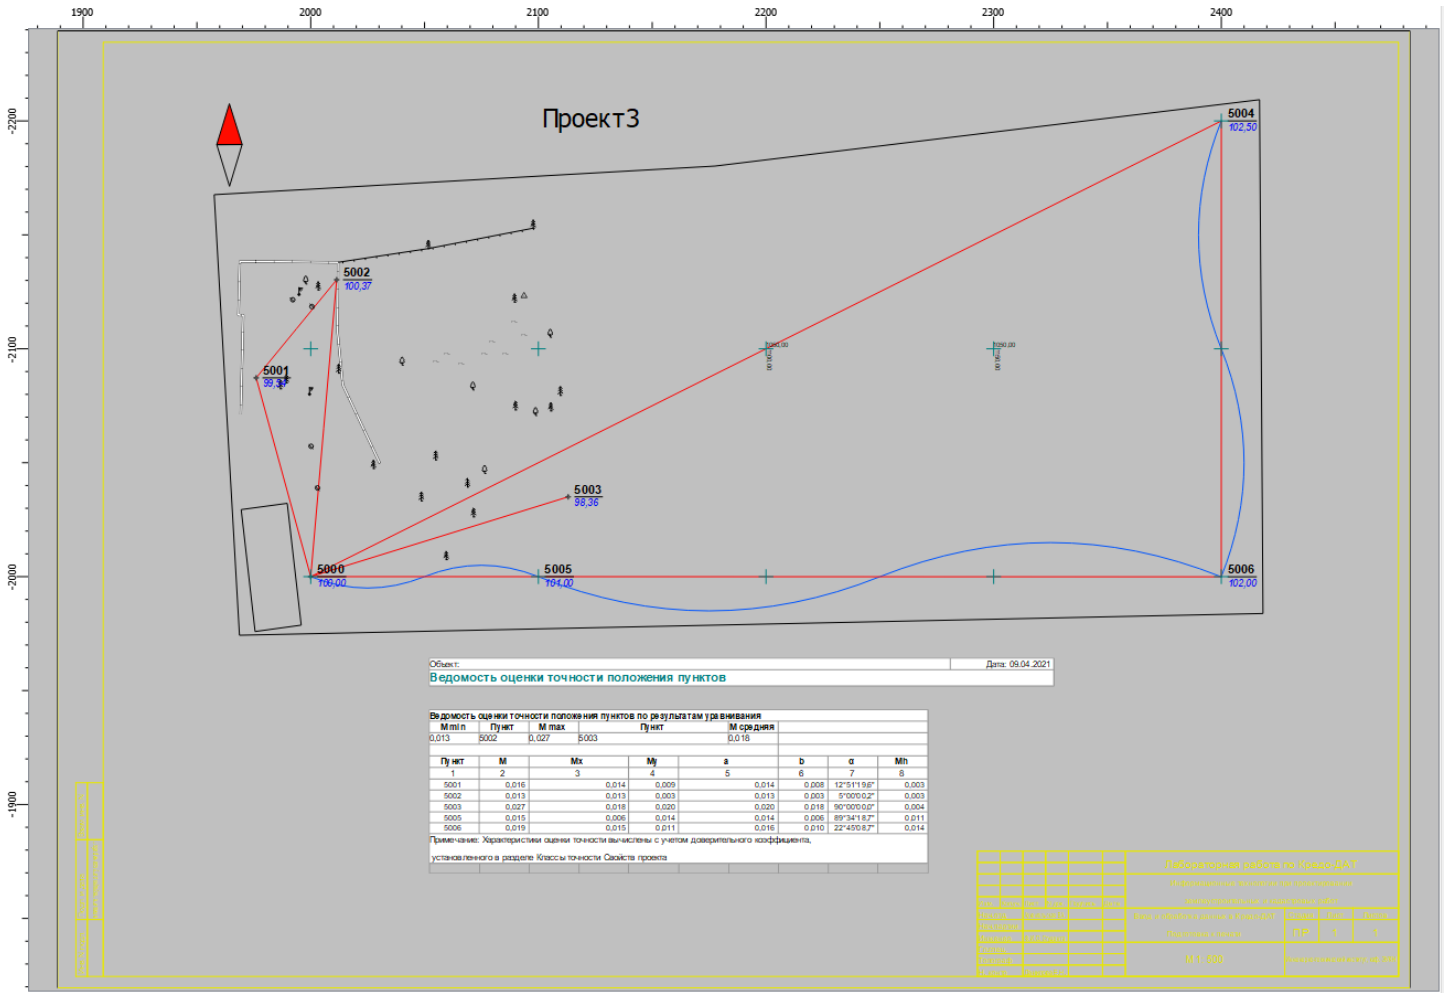 1900 2000 2100 2200 2300 2400
-2200
-2100
-2000
-1900
Проект3
5004
102,50
5002
100,37
5001
5003
98,36
5000
100,00
5005
101,00
5006
102,00
Объект: Дата: 09.04.2021
Ведомость оценки точности положения пунктов
Ведомость оценки точности положения пунктов по результатам уравнивания
M min Пункт M max Пункт M средняя
0,013 5002 0,027 5003 0,018
Пункт M Mx My a b α Mh
1 2 3 4 5 6 7 8
5001 0,016 0,014 0,009 0,014 0,008 12°51'19,6" 0,003
5002 0,013 0,013 0,003 0,013 0,003 5°00'00,2" 0,003
5003 0,027 0,018 0,020 0,020 0,018 90°00'00,0" 0,004
5005 0,015 0,006 0,014 0,014 0,006 89°34'18,7" 0,011
5006 0,019 0,015 0,011 0,016 0,010 22°45'08,7" 0,014
Примечание: Характеристики оценки точности вычислены с учетом доверительного коэффициента,
установленного в разделе Классы точности Свойств проекта
Лабораторная работа по Кредо-ДАТ
ПР 1 1
М 1: 500